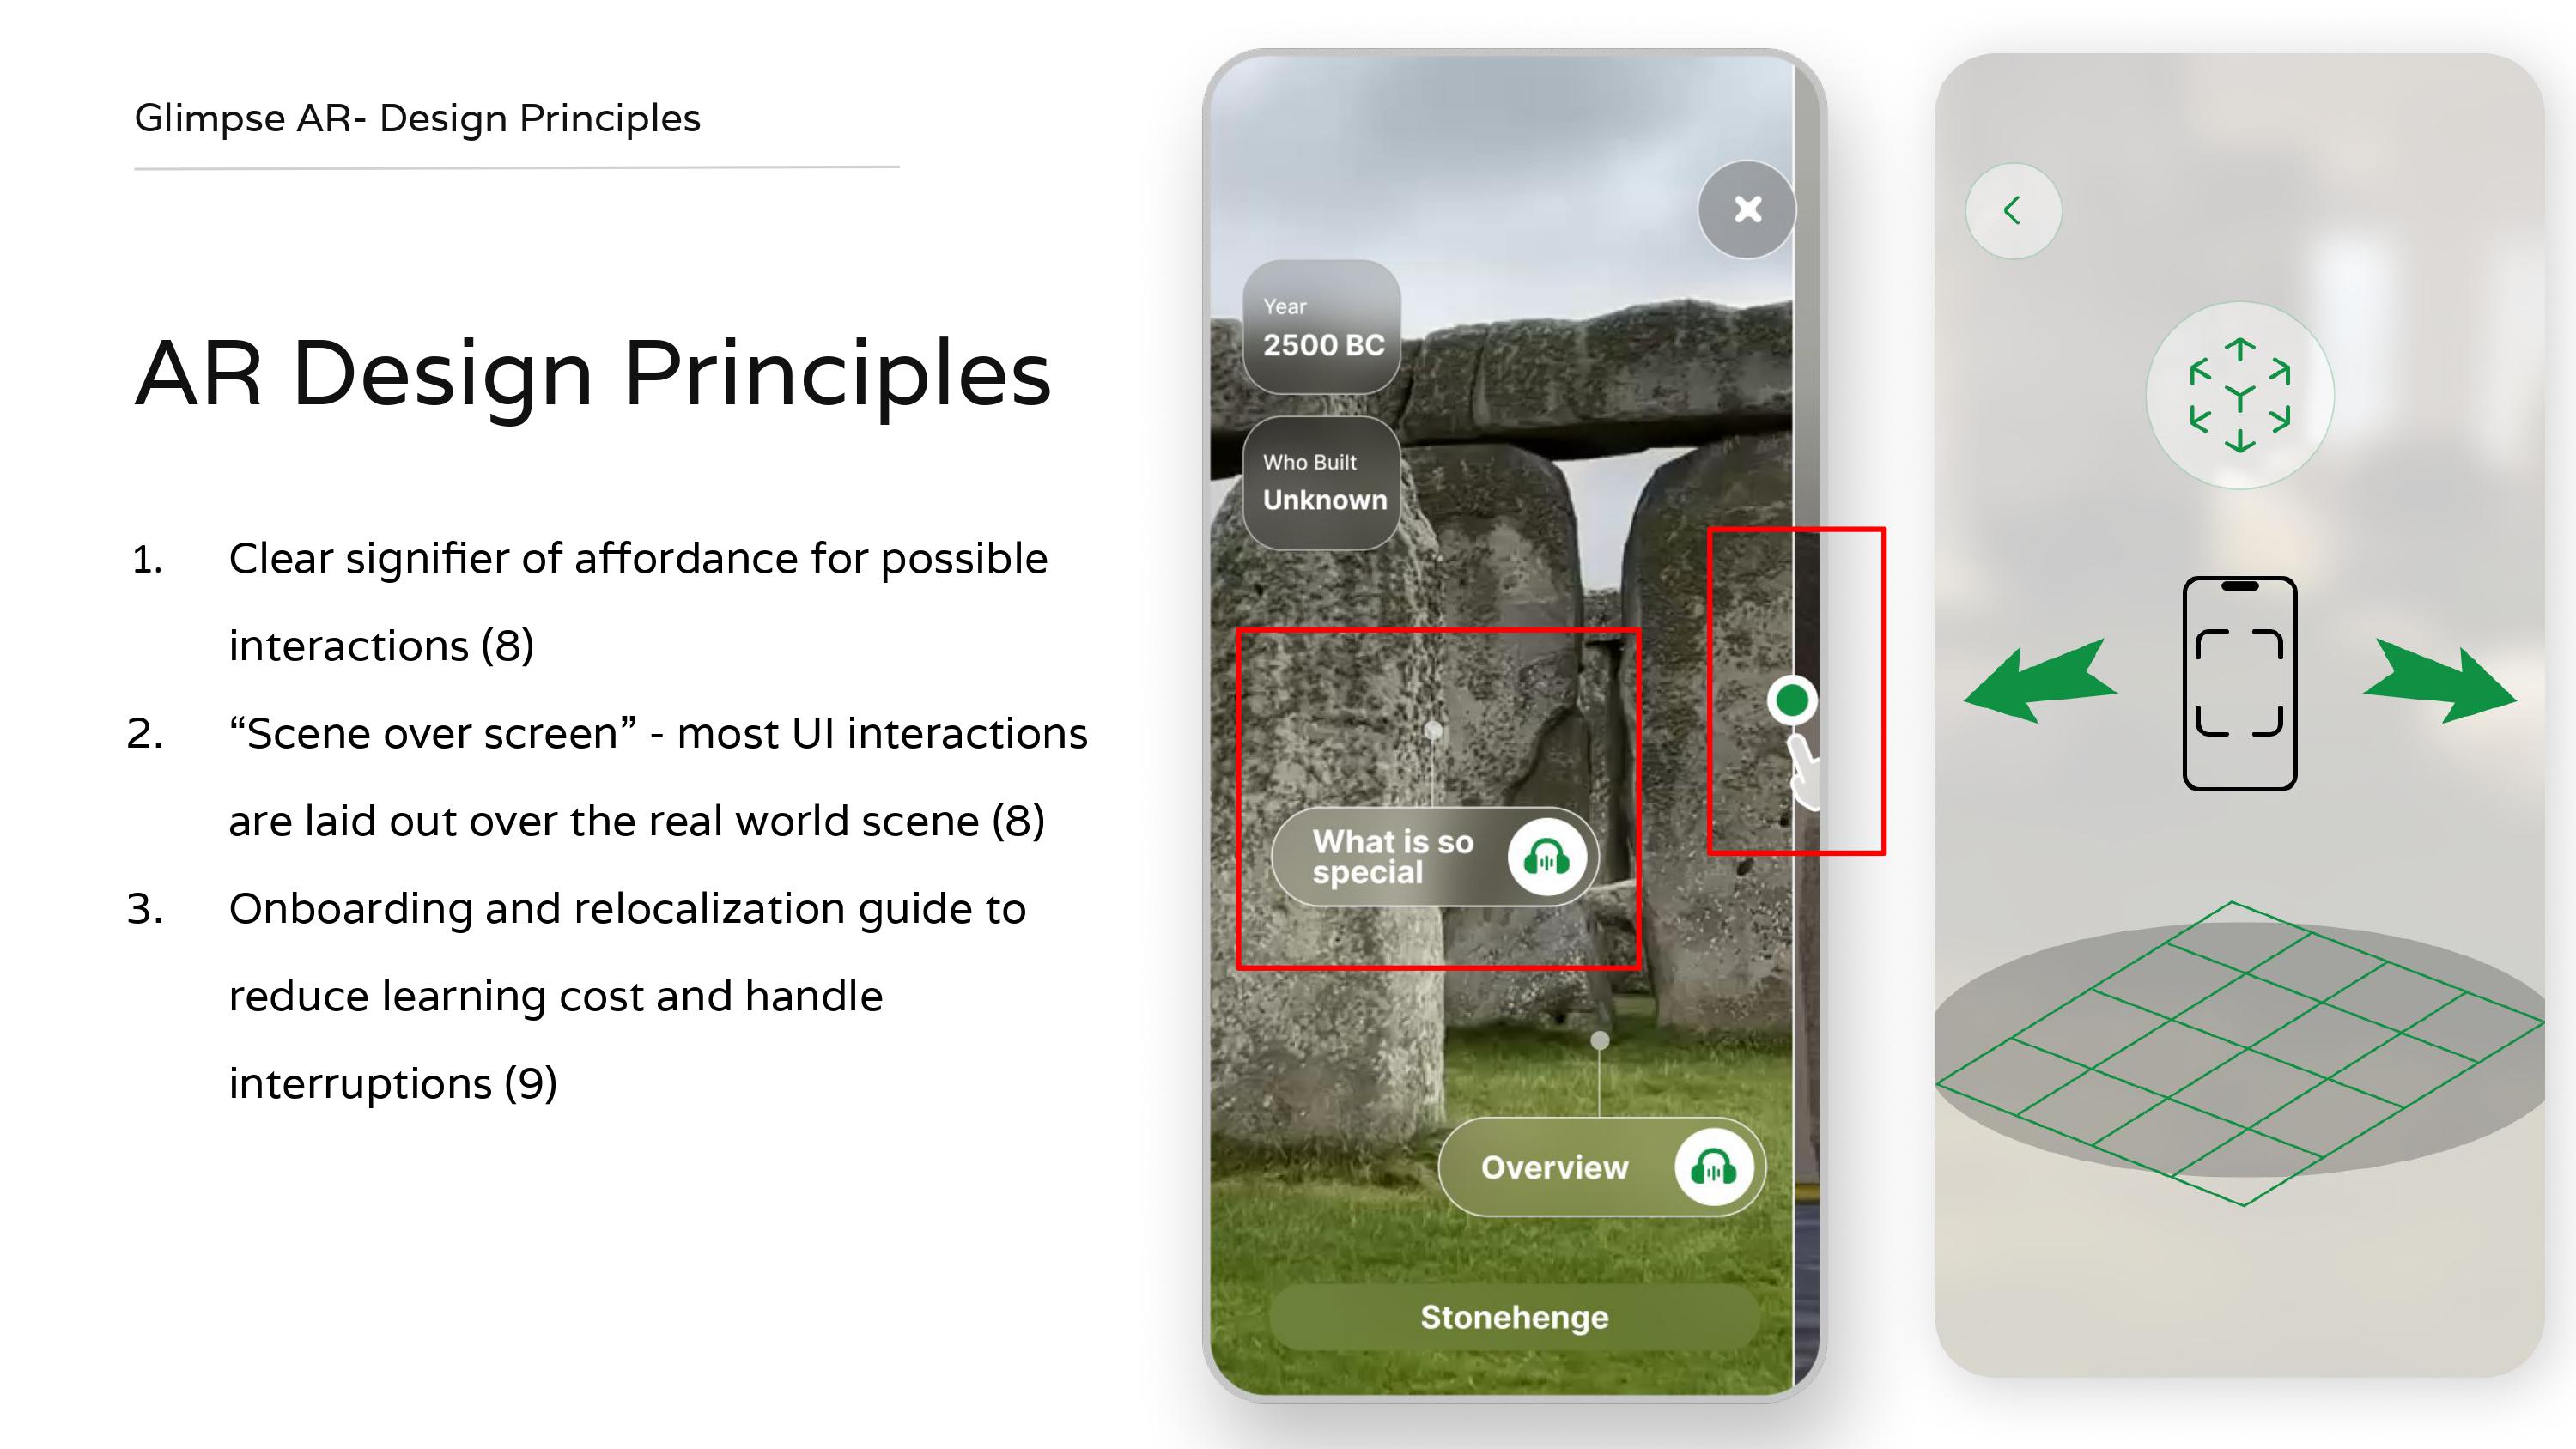 Glimpse AR- Design Principles
AR Design Principles
1. Clear signifier of affordance for possible
interactions (8)
2. “Scene over screen” - most UI interactions
are laid out over the real world scene (8)
3. Onboarding and relocalization guide to
reduce learning cost and handle
interruptions (9)
Year
2500 BC
Who Built
Unknown
What is so
special
Overview
Stonehenge